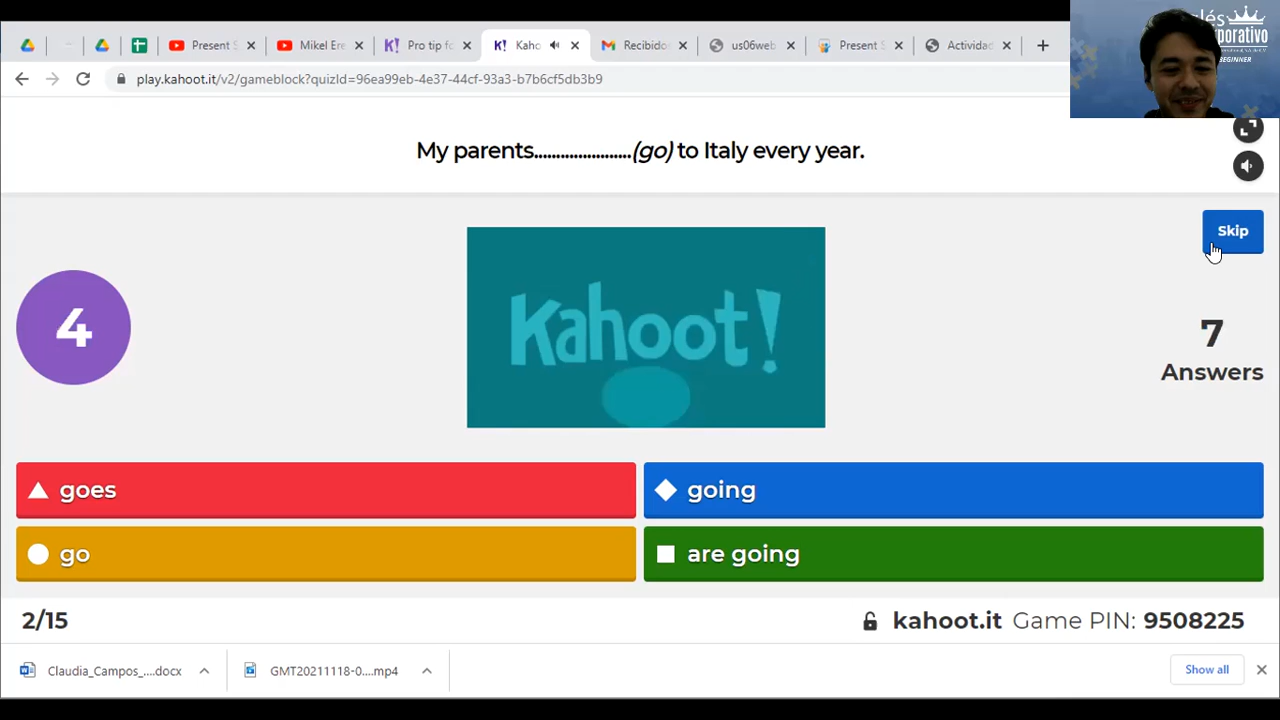 Present S
Mikel Ere
Pro tip fo
K! Kaho
Recibido
us06web
Present S
Actividad
play.kahoot.it/v2/gameblock?quizId=96ea99eb-4e37-44cf-93a3-b7b6cf5db3b9
BEGINNER
My parents......................(go) to Italy every year.
Skip
4
Kahoot!
7
Answers
goes
going
go
are going
2/15
kahoot.it Game PIN: 9508225
Claudia_Campos_....docx
GMT20211118-0....mp4
Show all